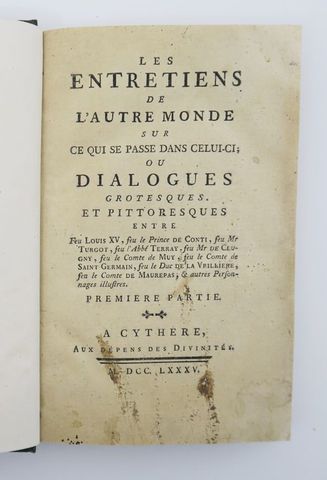 LES
ENTRETIENS
DE
L'AUTRE MONDE
SUR
CE QUI SE PASSE DANS CELUI-CI;
OU
DIALOGUES
GROTESQUES.
ET PITTORESQUES
ENTRE
Feu LOUIS XV, feu le Prince DE CONTI, feu Mr
TURGOT, feu l'Abbé TERRAY, feu Mr DE CLU-
GNY, feu le Comte DE MUY, feu le Comte DE
SAINT-GERMAIN, feu le Duc DE LA VRILLIERE,
feu le Comte DE MAUREPAS, & autres Person-
nages illustres.
PREMIERE PARTIE.
A CYTHERE,
AUX DÉPENS DES DIVINITÉS.
M. DCC. LXXXV.